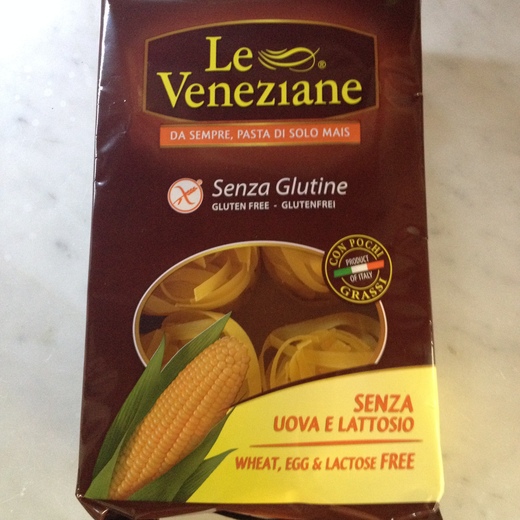 Le
Veneziane®
DA SEMPRE, PASTA DI SOLO MAIS
Senza Glutine
GLUTEN FREE - GLUTENFREI
CON POCHI
PRODUCT
OF ITALY
GRASSI
SENZA
UOVA E LATTOSIO
WHEAT, EGG & LACTOSE FREE